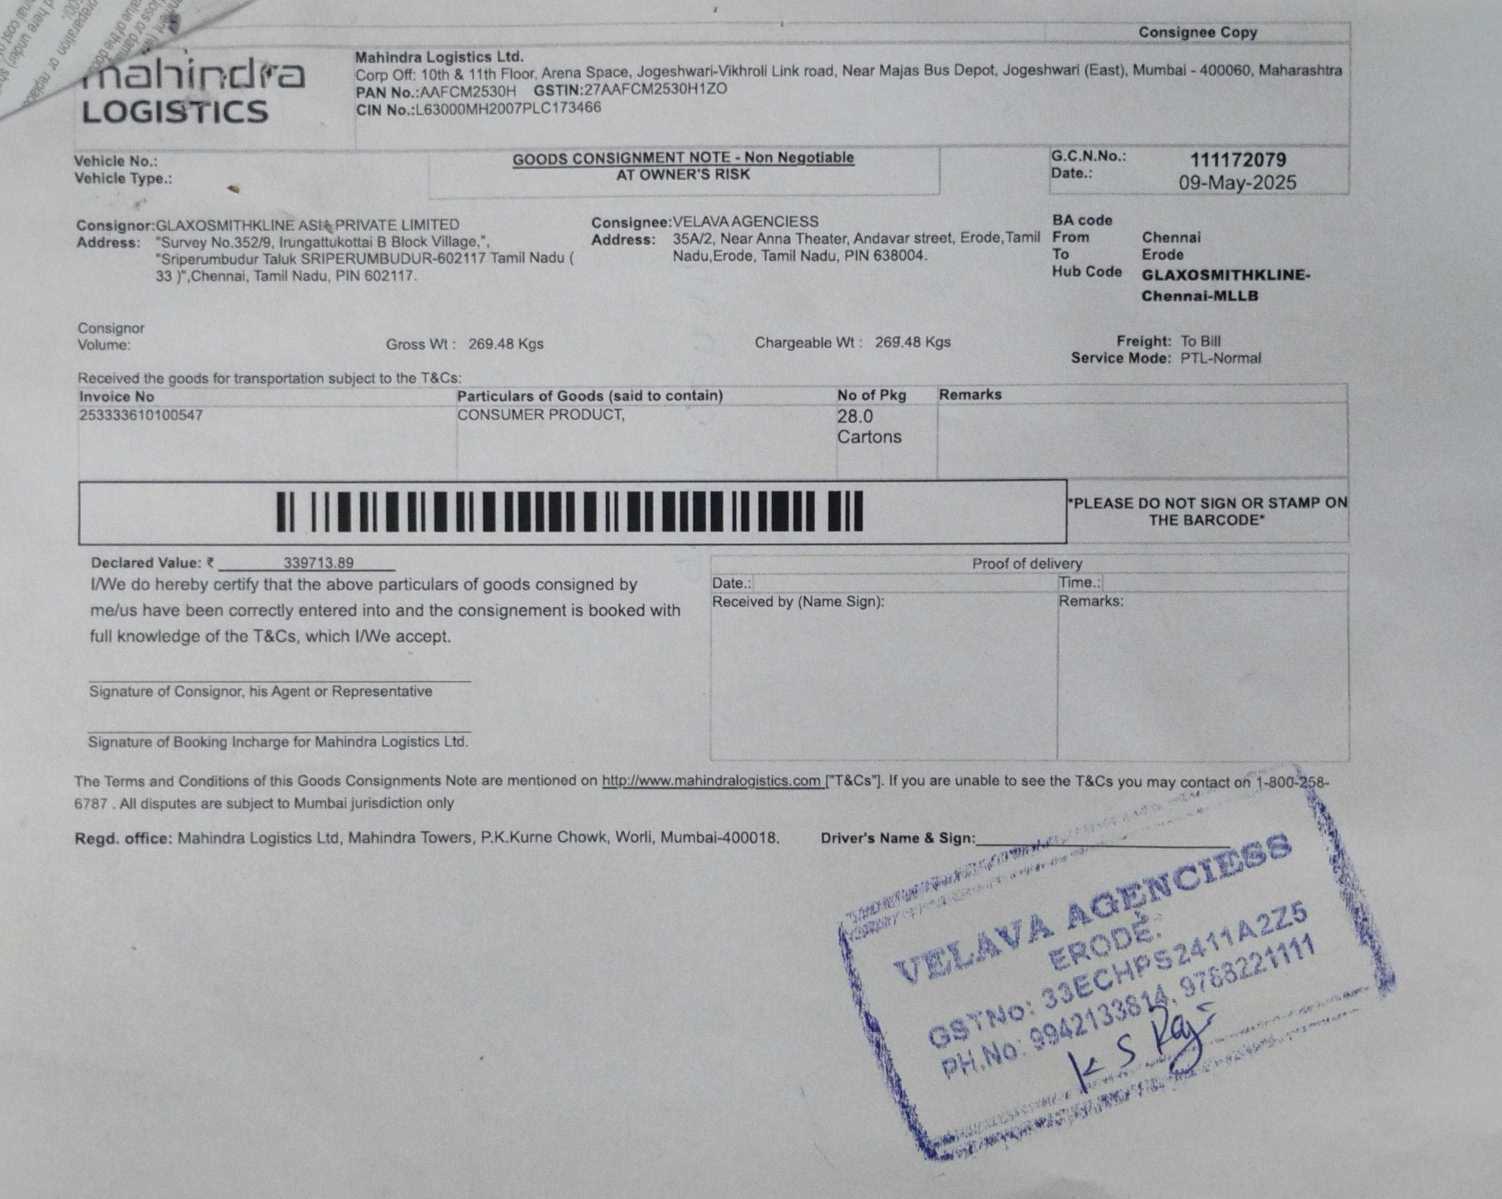 Consignee Copy
mahindra
LOGISTICS
Mahindra Logistics Ltd.
Corp Off: 10th & 11th Floor, Arena Space, Jogeshwari-Vikhroli Link road, Near Majas Bus Depot, Jogeshwari (East), Mumbai - 400060, Maharashtra
PAN No.:AAFCM2530H GSTIN:27AAFCM2530H1ZO
CIN No.:L63000MH2007PLC173466
Vehicle No.:
Vehicle Type.:
GOODS CONSIGNMENT NOTE - Non Negotiable
AT OWNER'S RISK
G.C.N.No.: 111172079
Date.: 09-May-2025
Consignor:GLAXOSMITHKLINE ASIA PRIVATE LIMITED
Address: "Survey No.352/9, Irungattukottai B Block Village,",
"Sriperumbudur Taluk SRIPERUMBUDUR-602117 Tamil Nadu (
33 )",Chennai, Tamil Nadu, PIN 602117.
Consignee:VELAVA AGENCIESS
Address: 35A/2, Near Anna Theater, Andavar street, Erode,Tamil
Nadu,Erode, Tamil Nadu, PIN 638004.
BA code
From Chennai
To Erode
Hub Code GLAXOSMITHKLINE-
Chennai-MLLB
Consignor
Volume:
Gross Wt : 269.48 Kgs
Chargeable Wt : 269.48 Kgs
Freight: To Bill
Service Mode: PTL-Normal
Received the goods for transportation subject to the T&Cs:
Invoice No Particulars of Goods (said to contain) No of Pkg Remarks
253333610100547 CONSUMER PRODUCT, 28.0
Cartons
*PLEASE DO NOT SIGN OR STAMP ON
THE BARCODE*
Declared Value: ₹ 339713.89
I/We do hereby certify that the above particulars of goods consigned by
me/us have been correctly entered into and the consignement is booked with
full knowledge of the T&Cs, which I/We accept.
Proof of delivery
Date.: Time.:
Received by (Name Sign): Remarks:
Signature of Consignor, his Agent or Representative
Signature of Booking Incharge for Mahindra Logistics Ltd.
The Terms and Conditions of this Goods Consignments Note are mentioned on http://www.mahindralogistics.com ["T&Cs"]. If you are unable to see the T&Cs you may contact on 1-800-258-
6787 . All disputes are subject to Mumbai jurisdiction only
Regd. office: Mahindra Logistics Ltd, Mahindra Towers, P.K.Kurne Chowk, Worli, Mumbai-400018. Driver's Name & Sign:
VELAVA AGENCIESS
ERODE.
GSTNo: 33ECHPS2411A2Z5
PH.No: 9942133814, 9788221111
K S Raj